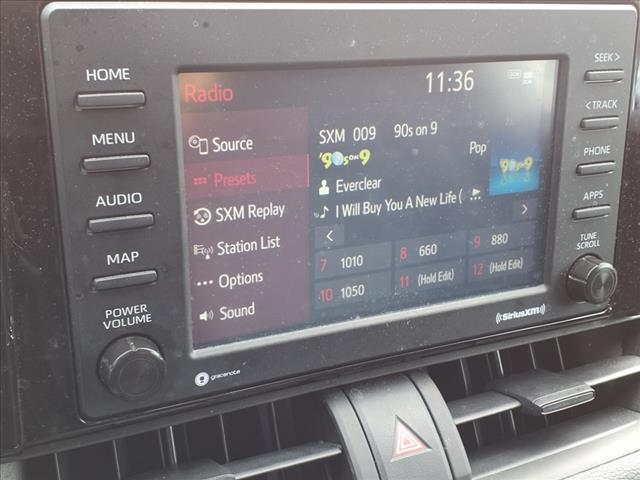 HOME
MENU
AUDIO
MAP
POWER
VOLUME
Radio
11:36
Source
Presets
SXM Replay
Station List
Options
Sound
SXM 009 90s on 9
'90s ON 9
Pop
Everclear
I Will Buy You A New Life (
7 1010
8 660
9 880
10 1050
11 (Hold Edit)
12 (Hold Edit)
SEEK>
<TRACK
PHONE
APPS
TUNE
SCROLL
gracenote
((SiriusXM))